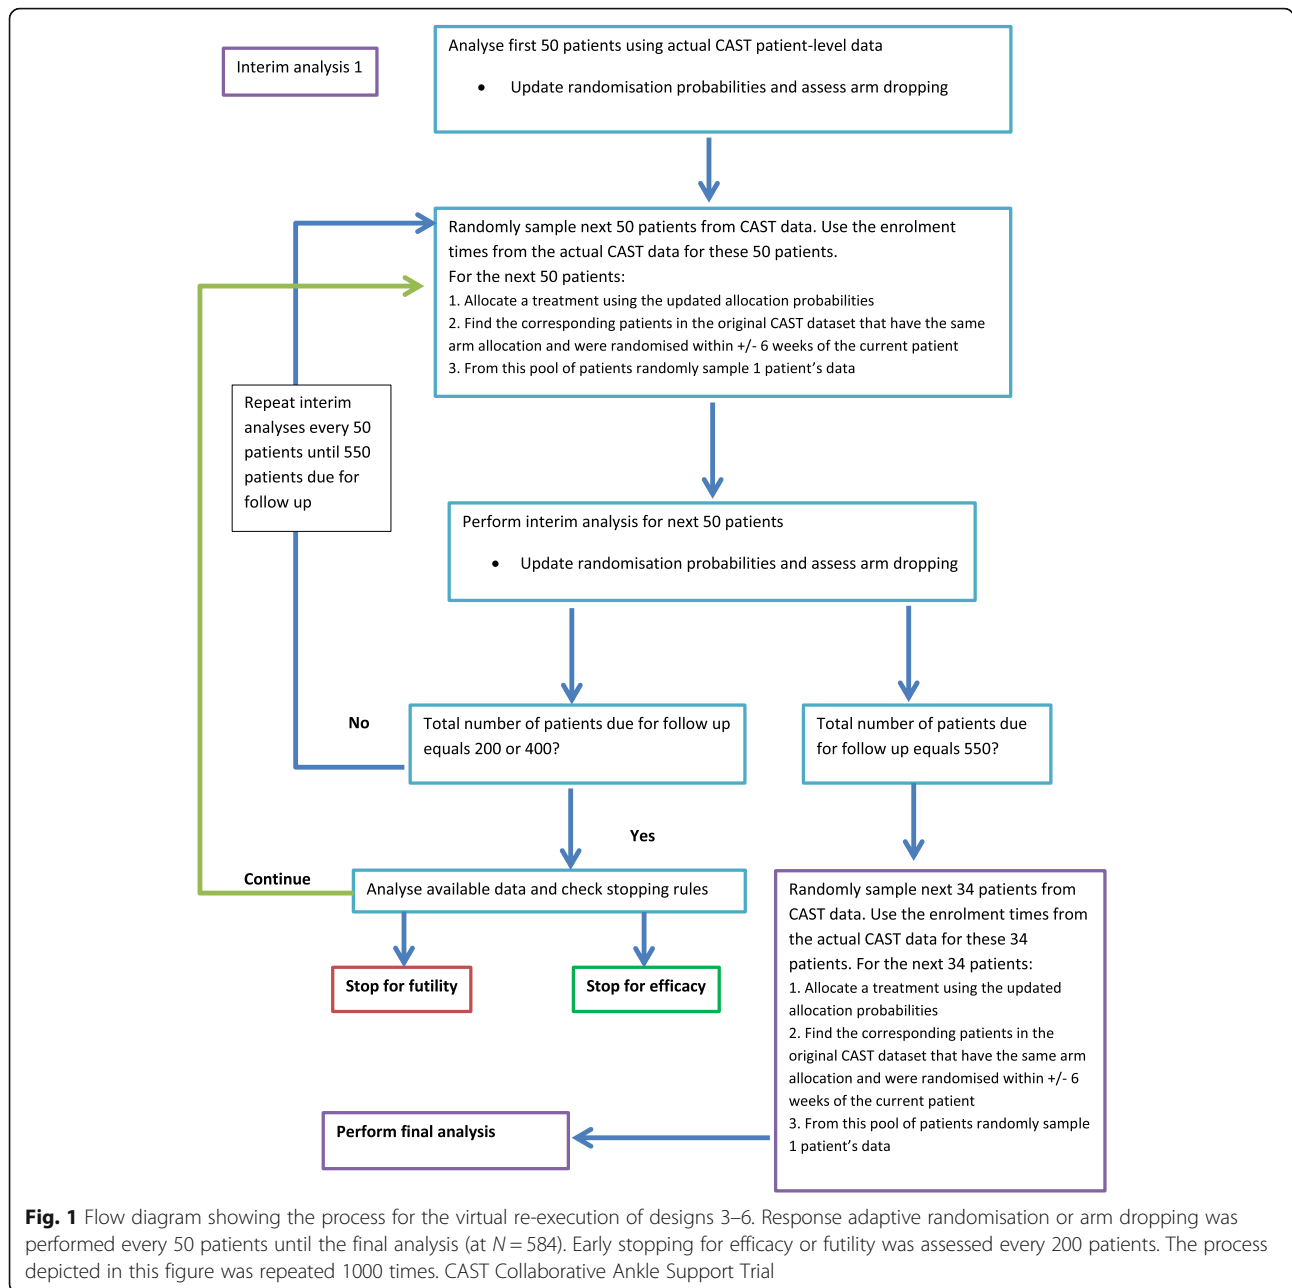 Interim analysis 1
Analyse first 50 patients using actual CAST patient-level data
• Update randomisation probabilities and assess arm dropping
Randomly sample next 50 patients from CAST data. Use the enrolment
times from the actual CAST data for these 50 patients.
For the next 50 patients:
1. Allocate a treatment using the updated allocation probabilities
2. Find the corresponding patients in the original CAST dataset that have the same
arm allocation and were randomised within +/- 6 weeks of the current patient
3. From this pool of patients randomly sample 1 patient’s data
Repeat interim
analyses every 50
patients until 550
patients due for
follow up
Perform interim analysis for next 50 patients
• Update randomisation probabilities and assess arm dropping
No
Total number of patients due for follow up
equals 200 or 400?
Total number of patients due
for follow up equals 550?
Yes
Continue
Analyse available data and check stopping rules
Stop for futility
Stop for efficacy
Randomly sample next 34 patients from
CAST data. Use the enrolment times from
the actual CAST data for these 34
patients. For the next 34 patients:
1. Allocate a treatment using the updated
allocation probabilities
2. Find the corresponding patients in the
original CAST dataset that have the same arm
allocation and were randomised within +/- 6
weeks of the current patient
3. From this pool of patients randomly sample
1 patient’s data
Perform final analysis
Fig. 1 Flow diagram showing the process for the virtual re-execution of designs 3–6. Response adaptive randomisation or arm dropping was
performed every 50 patients until the final analysis (at N = 584). Early stopping for efficacy or futility was assessed every 200 patients. The process
depicted in this figure was repeated 1000 times. CAST Collaborative Ankle Support Trial